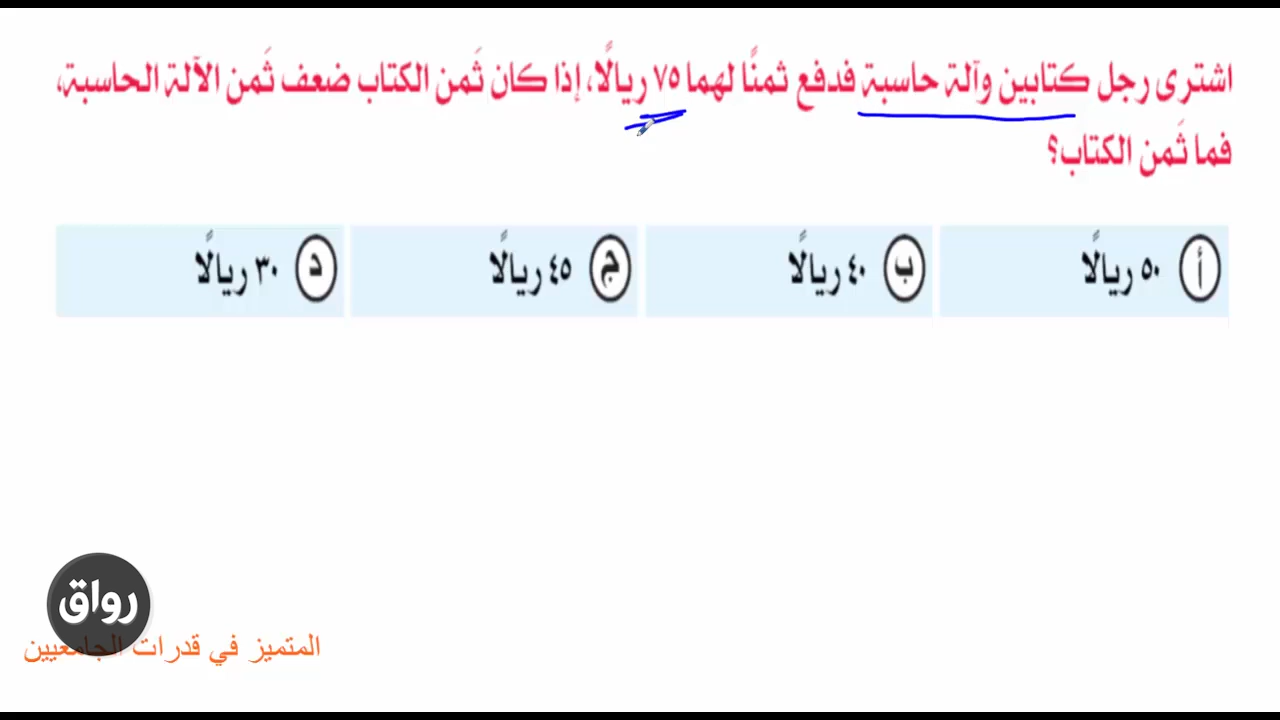 اشترى رجل كتابين وآلة حاسبة فدفع ثمنًا لهما ٧٥ ريالًا، إذا كان ثَمن الكتاب ضعف ثَمن الآلة الحاسبة،
فما ثَمن الكتاب؟
أ ٥٠ ريالًا
ب ٤٠ ريالًا
ج ٤٥ ريالًا
د ٣٠ ريالًا
رواق
المتميز في قدرات الجامعيين